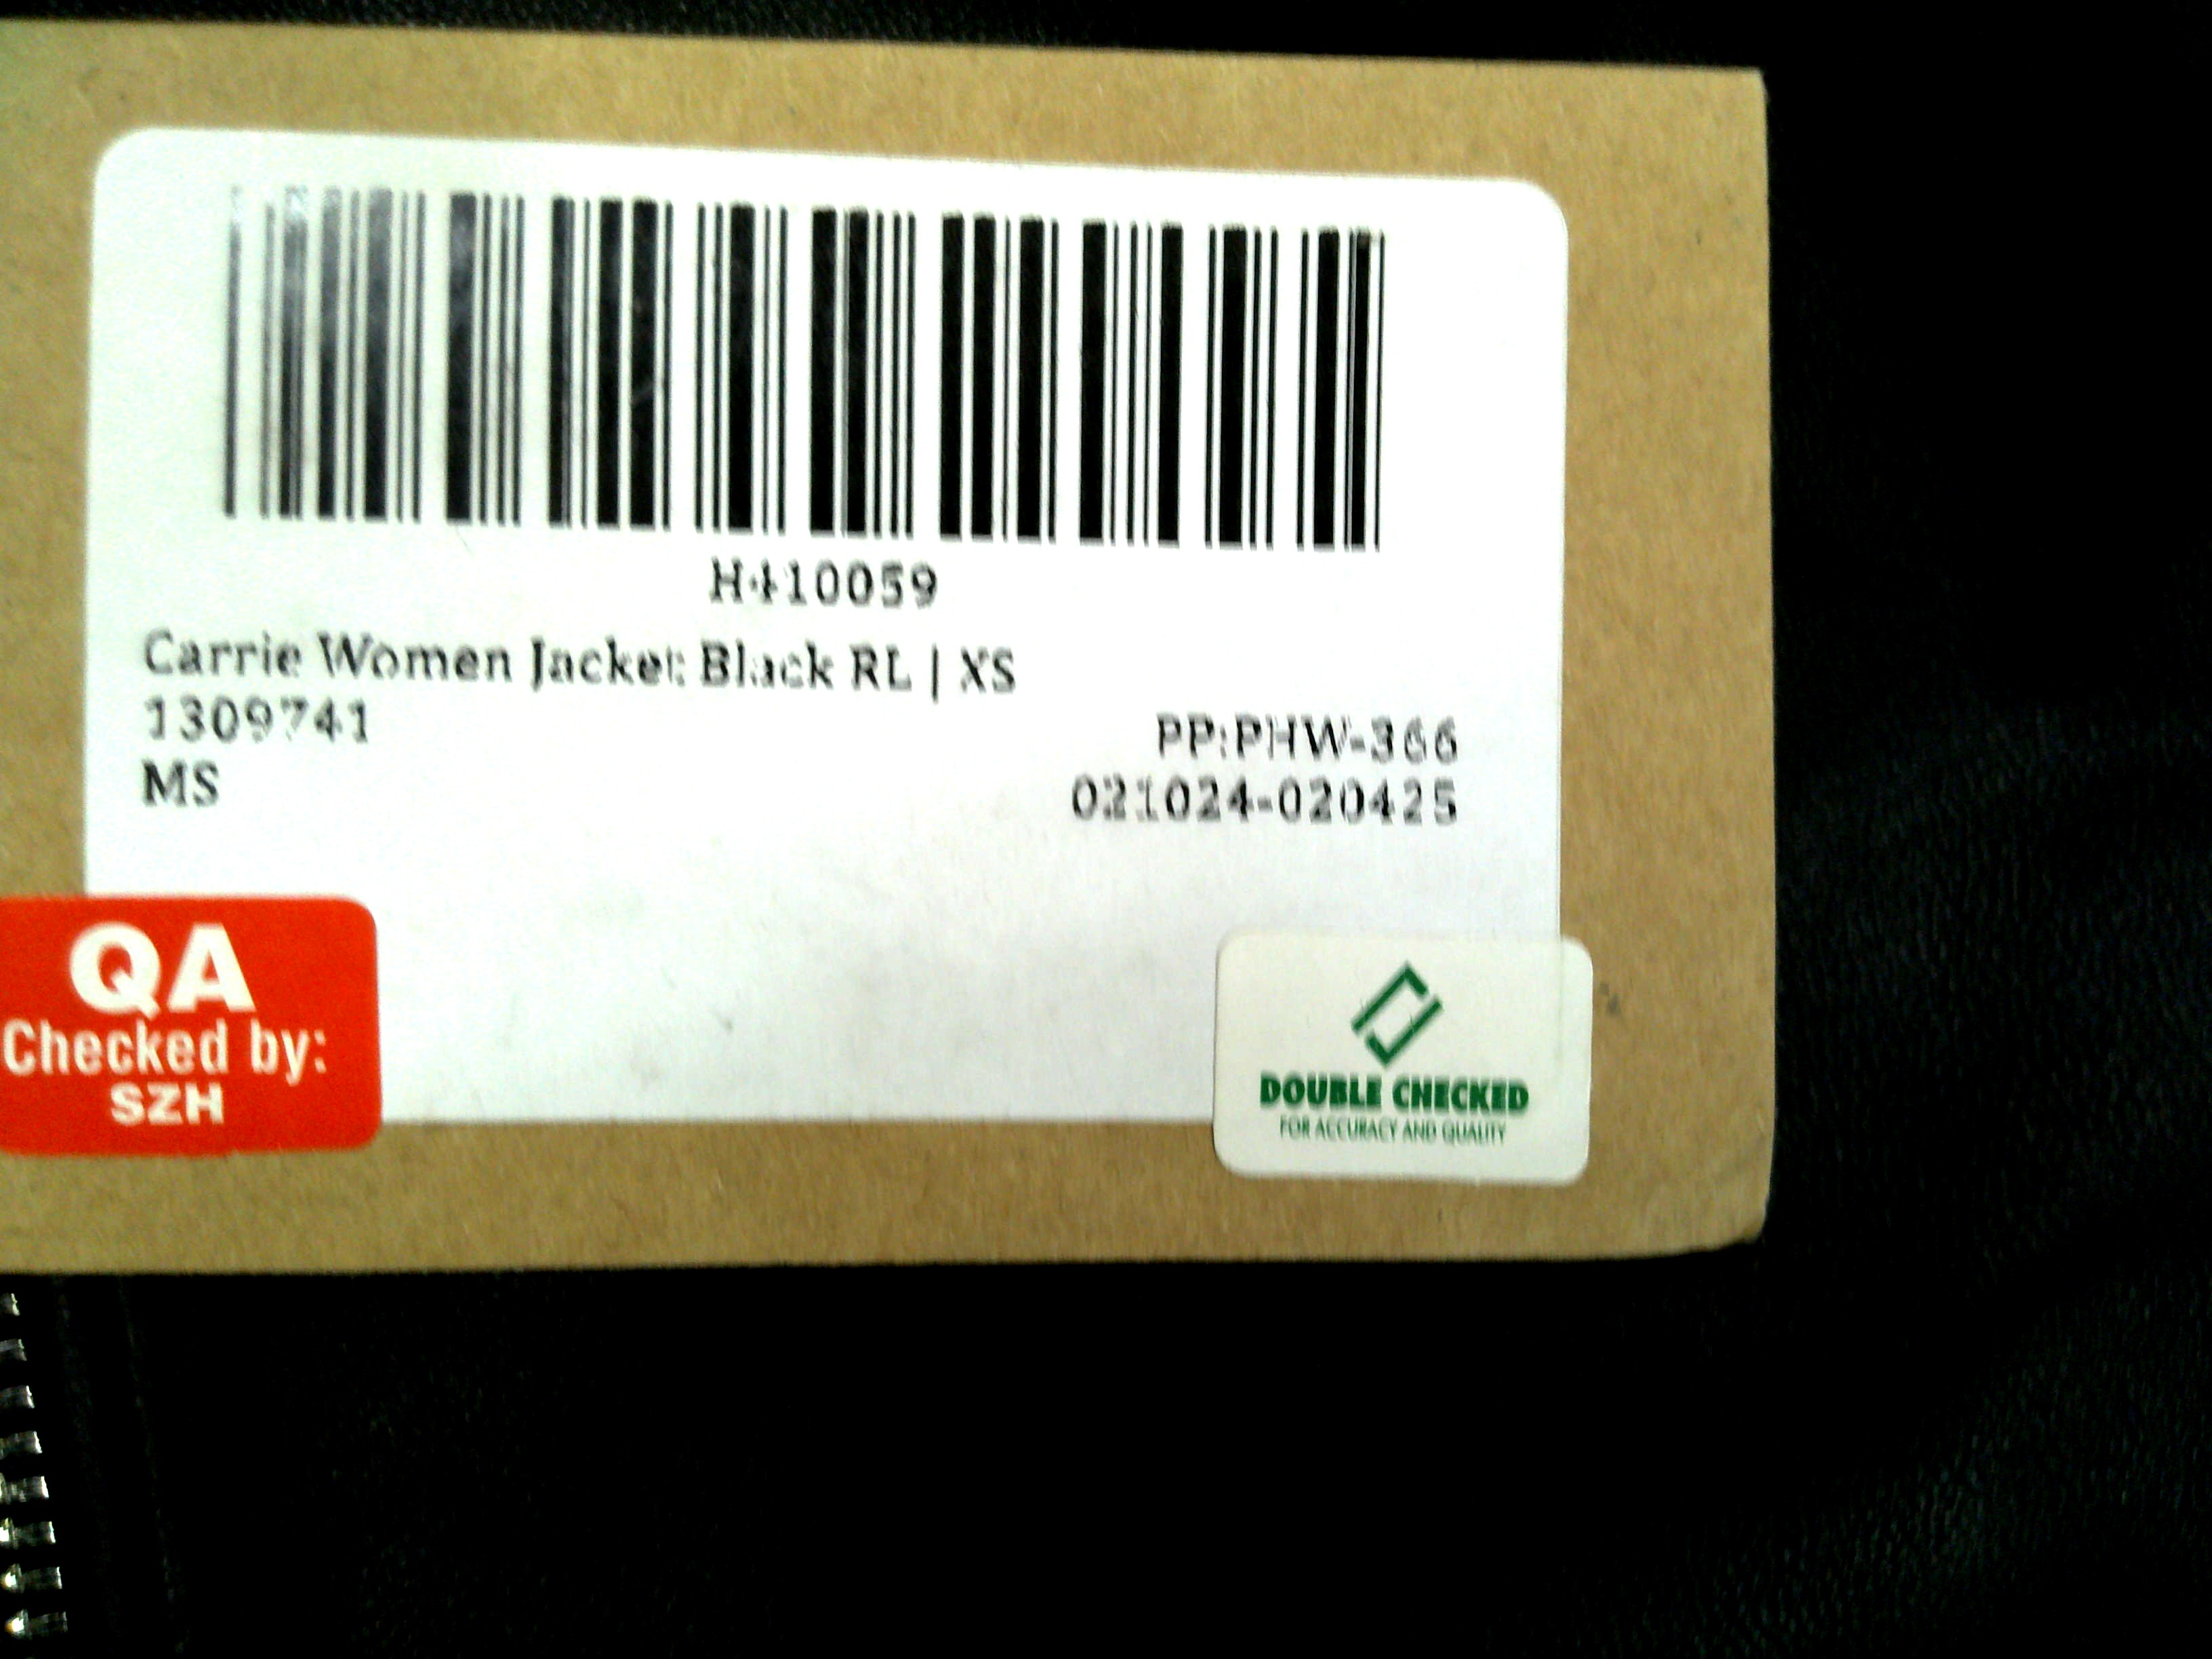 H410059
Carrie Women Jacket Black RL | XS
1309741
PP:PHW-366
MS
021024-020425
QA
Checked by:
SZH
DOUBLE CHECKED
FOR ACCURACY AND QUALITY